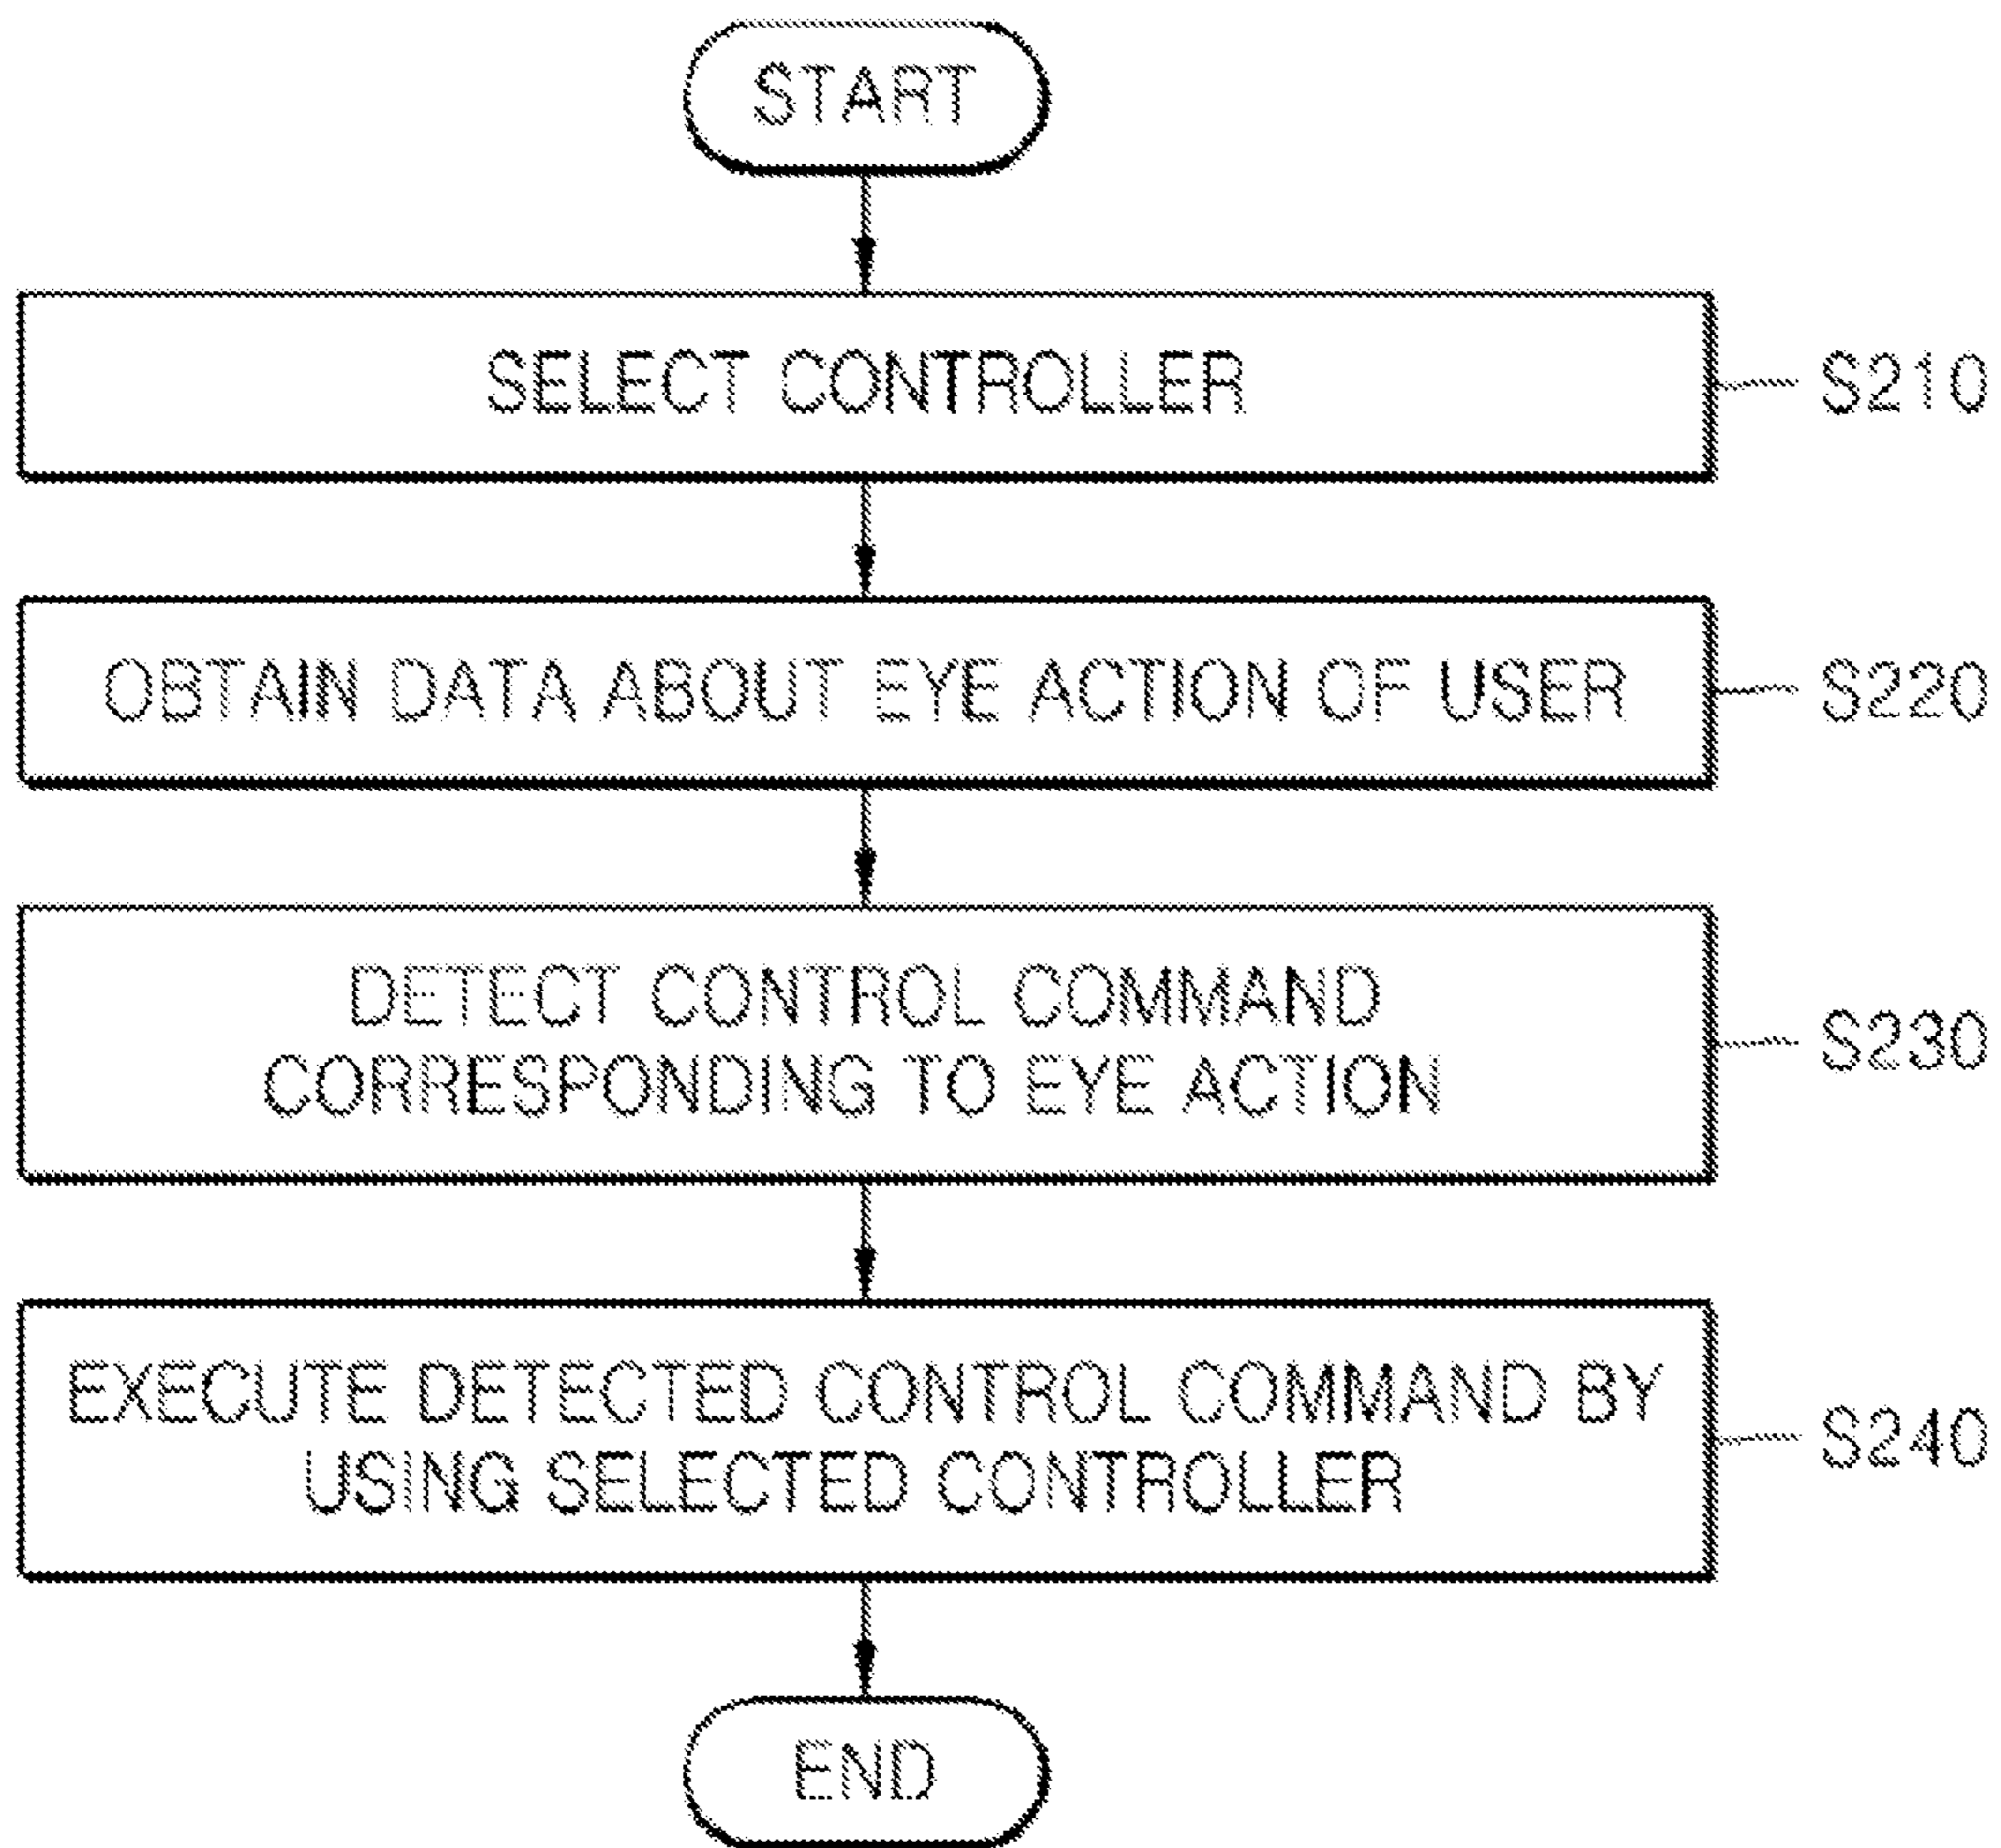 START
SELECT CONTROLLER
S210
OBTAIN DATA ABOUT EYE ACTION OF USER
S220
DETECT CONTROL COMMAND
CORRESPONDING TO EYE ACTION
S230
EXECUTE DETECTED CONTROL COMMAND BY
USING SELECTED CONTROLLER
S240
END